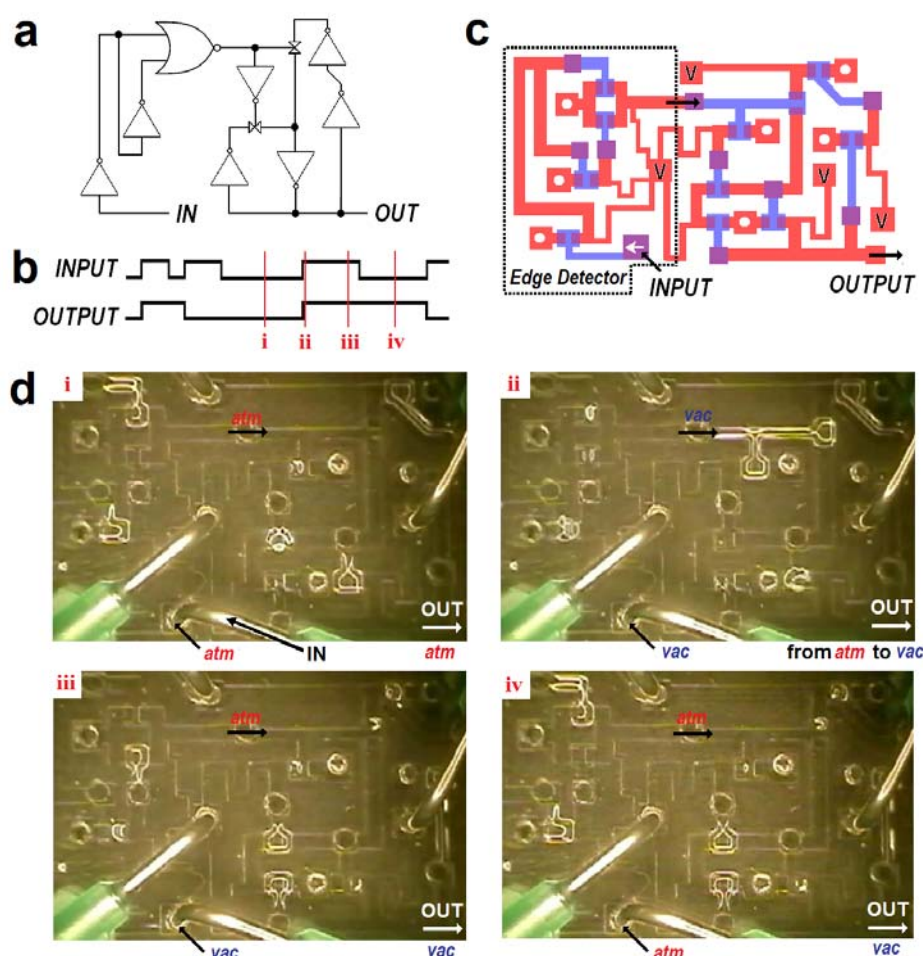 a
IN
OUT
b
INPUT
OUTPUT
i
ii
iii
iv
c
V
V
V
V
Edge Detector
INPUT
OUTPUT
d
i
atm
atm
IN
OUT
atm
ii
vac
vac
OUT
from atm to vac
iii
atm
vac
OUT
vac
iv
atm
atm
OUT
vac